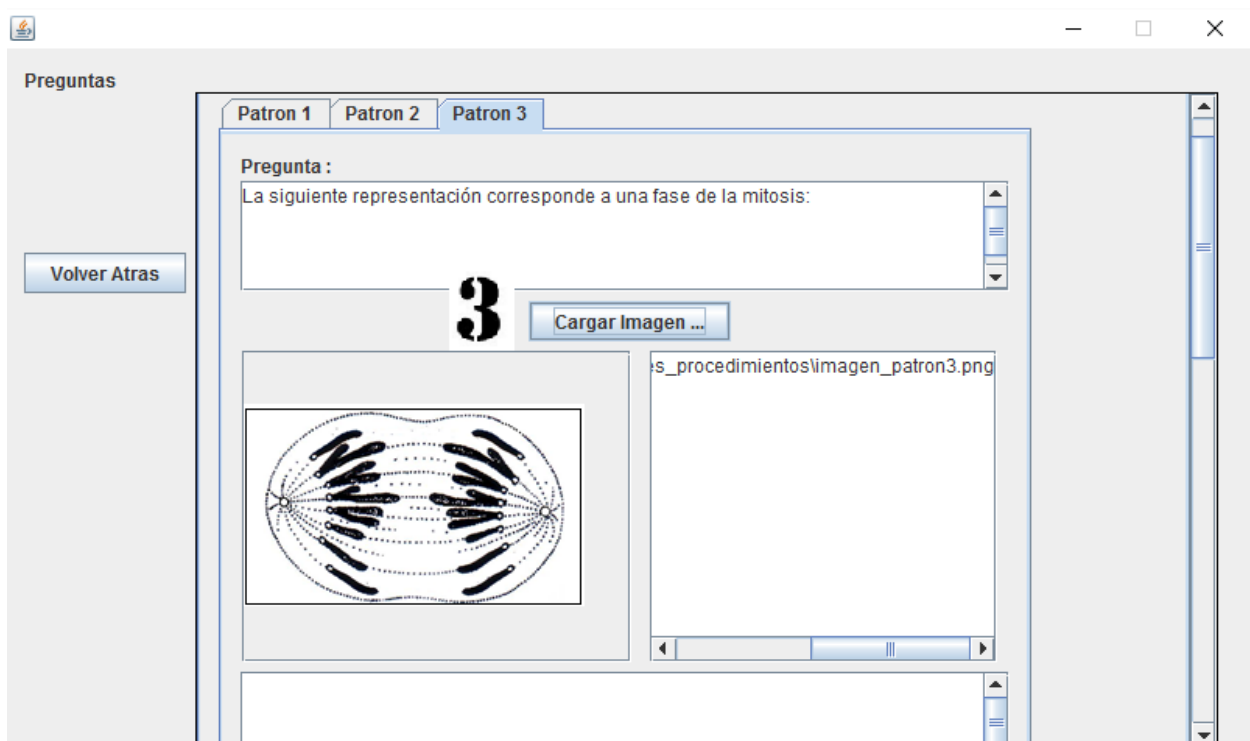 Preguntas
Patron 1 Patron 2 Patron 3
Pregunta :
La siguiente representación corresponde a una fase de la mitosis:
Volver Atras
3
Cargar Imagen ...
s_procedimientos\imagen_patron3.png